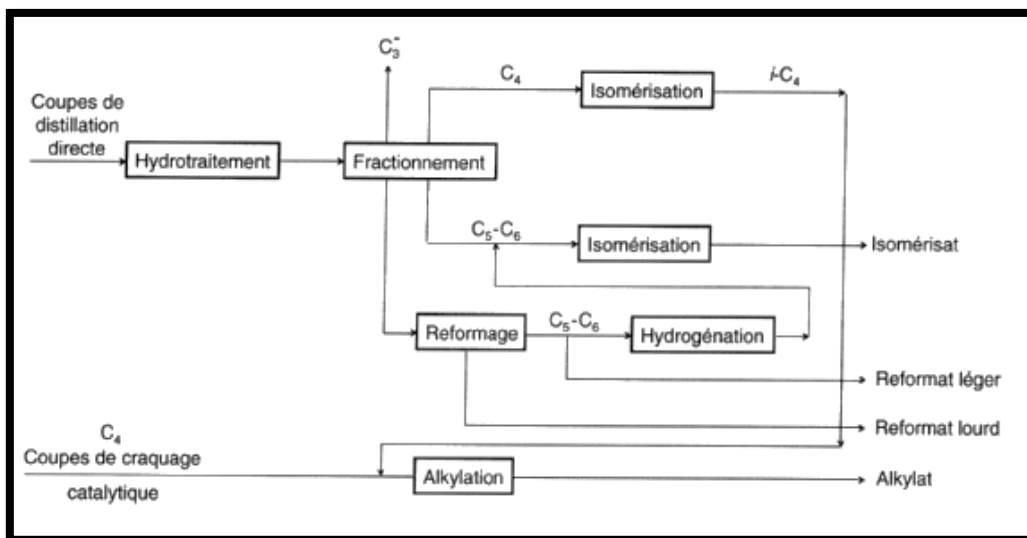 C₃⁻
C₄
Isomérisation
i-C₄
Coupes de
distillation
directe
Hydrotraitement
Fractionnement
C₅-C₆
Isomérisation
Isomérisat
Reformage
C₅-C₆
Hydrogénation
Reformat léger
Reformat lourd
C₄
Coupes de craquage
catalytique
Alkylation
Alkylat